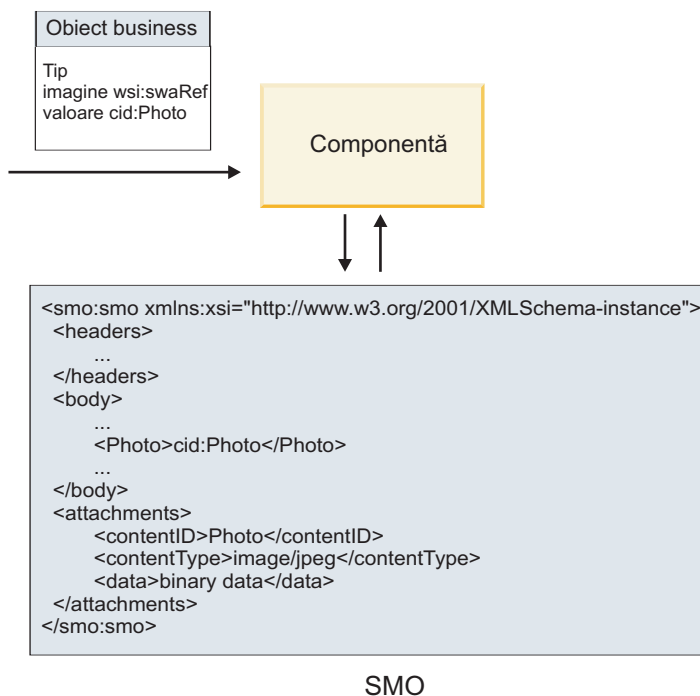 Obiect business
Tip
imagine wsi:swaRef
valoare cid:Photo
Componentă
<smo:smo xmlns:xsi="http://www.w3.org/2001/XMLSchema-instance">
<headers>
...
</headers>
<body>
...
<Photo>cid:Photo</Photo>
...
</body>
<attachments>
<contentID>Photo</contentID>
<contentType>image/jpeg</contentType>
<data>binary data</data>
</attachments>
</smo:smo>
SMO